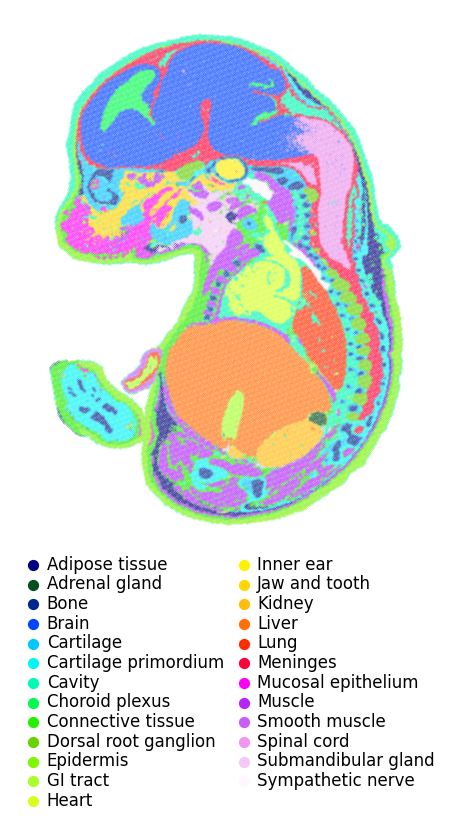 Adipose tissue
Adrenal gland
Bone
Brain
Cartilage
Cartilage primordium
Cavity
Choroid plexus
Connective tissue
Dorsal root ganglion
Epidermis
GI tract
Heart
Inner ear
Jaw and tooth
Kidney
Liver
Lung
Meninges
Mucosal epithelium
Muscle
Smooth muscle
Spinal cord
Submandibular gland
Sympathetic nerve